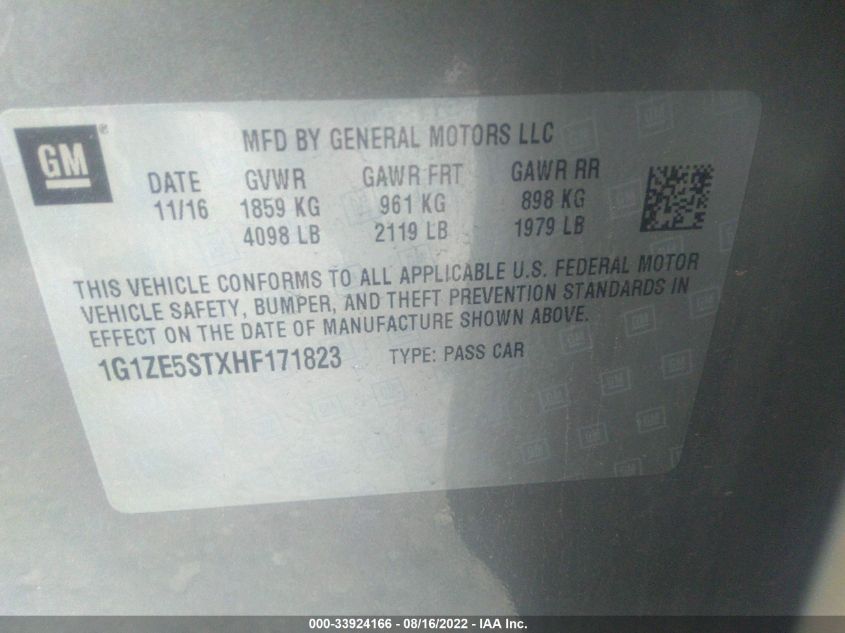 GM®
MFD BY GENERAL MOTORS LLC
DATE GVWR GAWR FRT GAWR RR
11/16 1859 KG 961 KG 898 KG
4098 LB 2119 LB 1979 LB
THIS VEHICLE CONFORMS TO ALL APPLICABLE U.S. FEDERAL MOTOR
VEHICLE SAFETY, BUMPER, AND THEFT PREVENTION STANDARDS IN
EFFECT ON THE DATE OF MANUFACTURE SHOWN ABOVE.
1G1ZE5STXHF171823 TYPE: PASS CAR
000-33924166 - 08/16/2022 - IAA Inc.